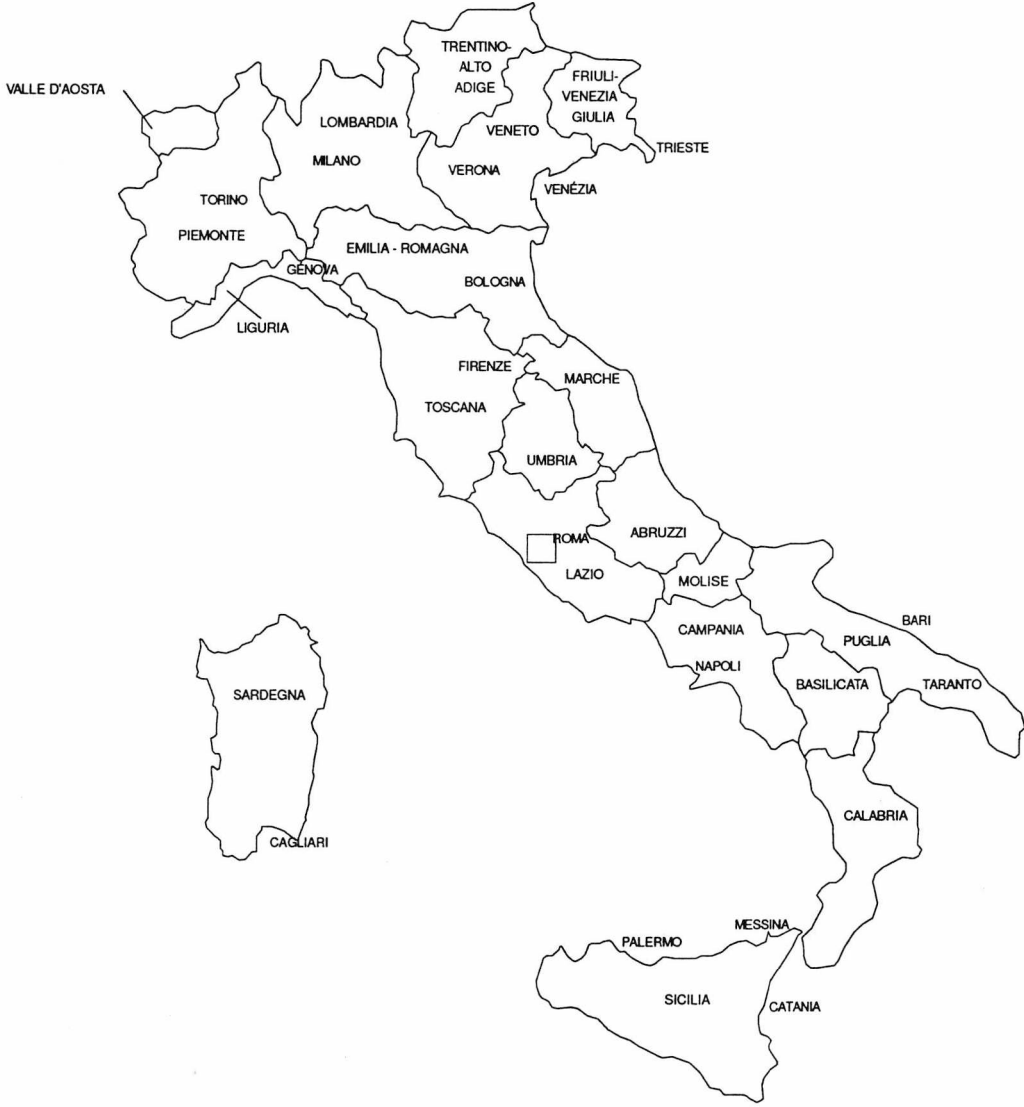 TRENTINO-
ALTO
ADIGE
FRIULI-
VENEZIA
GIULIA
VALLE D'AOSTA
LOMBARDIA
VENETO
TRIESTE
MILANO
VERONA
VENÉZIA
TORINO
PIEMONTE
EMILIA - ROMAGNA
GENOVA
BOLOGNA
LIGURIA
FIRENZE
MARCHE
TOSCANA
UMBRIA
ROMA
ABRUZZI
LAZIO
MOLISE
BARI
CAMPANIA
PUGLIA
NAPOLI
BASILICATA
TARANTO
SARDEGNA
CALABRIA
CAGLIARI
MESSINA
PALERMO
SICILIA
CATANIA